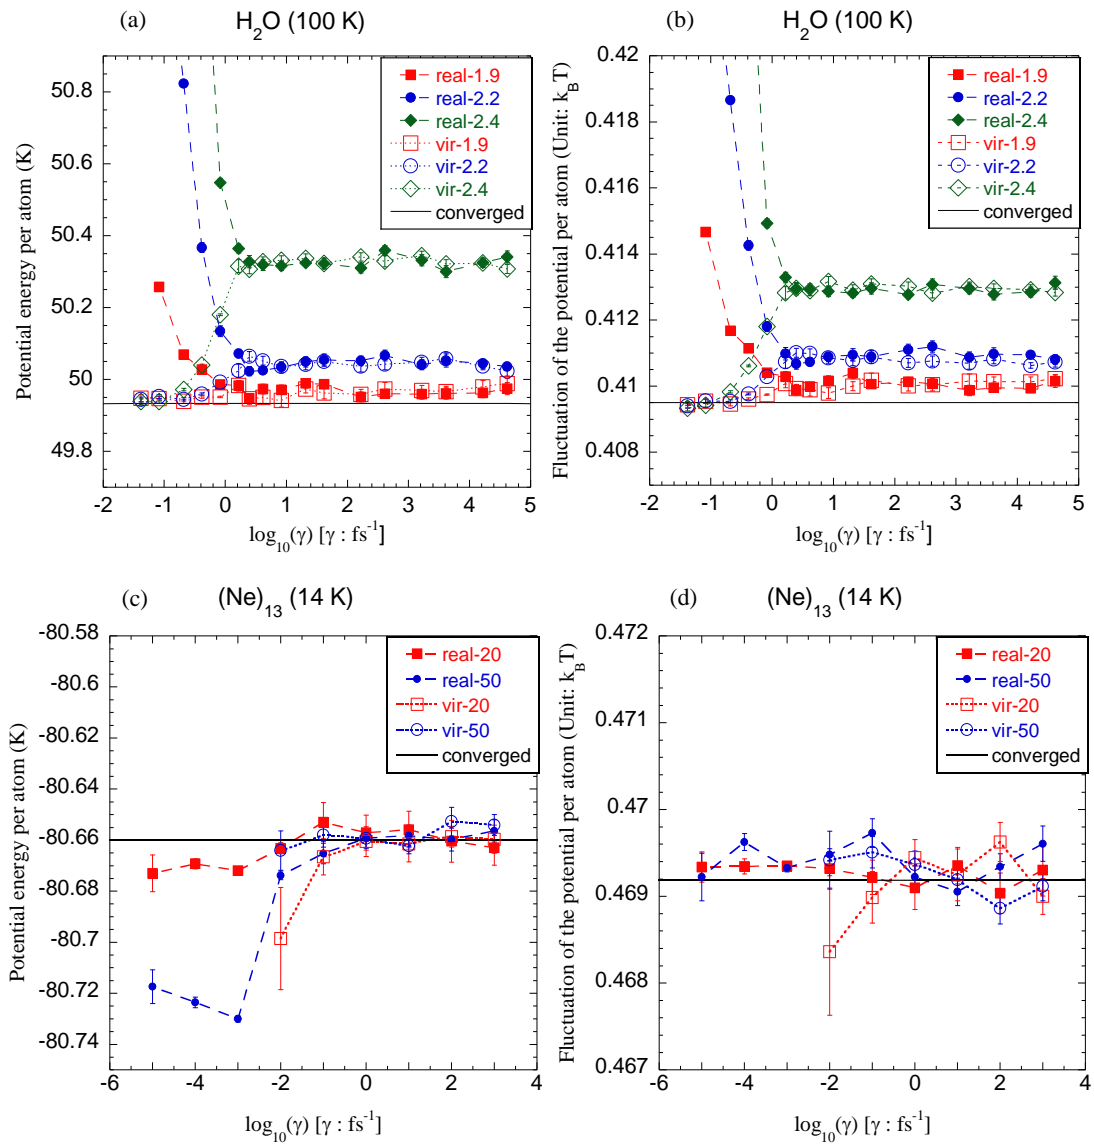 (a)
H2O (100 K)
Potential energy per atom (K)
50.8
50.6
50.4
50.2
50
49.8
real-1.9
real-2.2
real-2.4
vir-1.9
vir-2.2
vir-2.4
converged
-2
-1
0
1
2
3
4
5
log10(γ) [γ : fs-1]
(b)
H2O (100 K)
Fluctuation of the potential per atom (Unit: kBT)
0.42
0.418
0.416
0.414
0.412
0.41
0.408
real-1.9
real-2.2
real-2.4
vir-1.9
vir-2.2
vir-2.4
converged
-2
-1
0
1
2
3
4
5
log10(γ) [γ : fs-1]
(c)
(Ne)13 (14 K)
Potential energy per atom (K)
-80.58
-80.6
-80.62
-80.64
-80.66
-80.68
-80.7
-80.72
-80.74
real-20
real-50
vir-20
vir-50
converged
-6
-4
-2
0
2
4
log10(γ) [γ : fs-1]
(d)
(Ne)13 (14 K)
Fluctuation of the potential per atom (Unit: kBT)
0.472
0.471
0.47
0.469
0.468
0.467
real-20
real-50
vir-20
vir-50
converged
-6
-4
-2
0
2
4
log10(γ) [γ : fs-1]